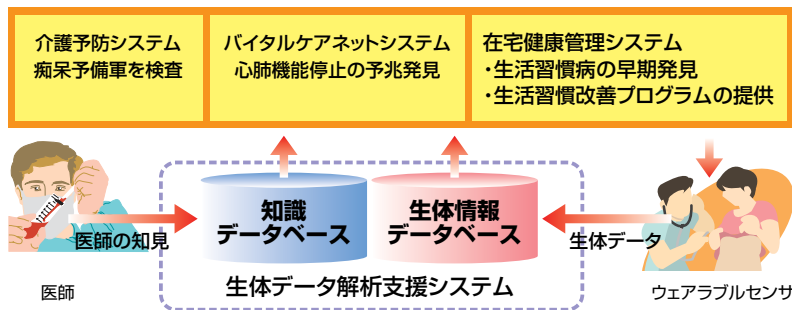 介護予防システム
痴呆予備軍を検査
バイタルケアネットシステム
心肺機能停止の予兆発見
在宅健康管理システム
・生活習慣病の早期発見
・生活習慣改善プログラムの提供
知識
データベース
生体情報
データベース
医師の知見
生体データ
医師
生体データ解析支援システム
ウェアラブルセンサ